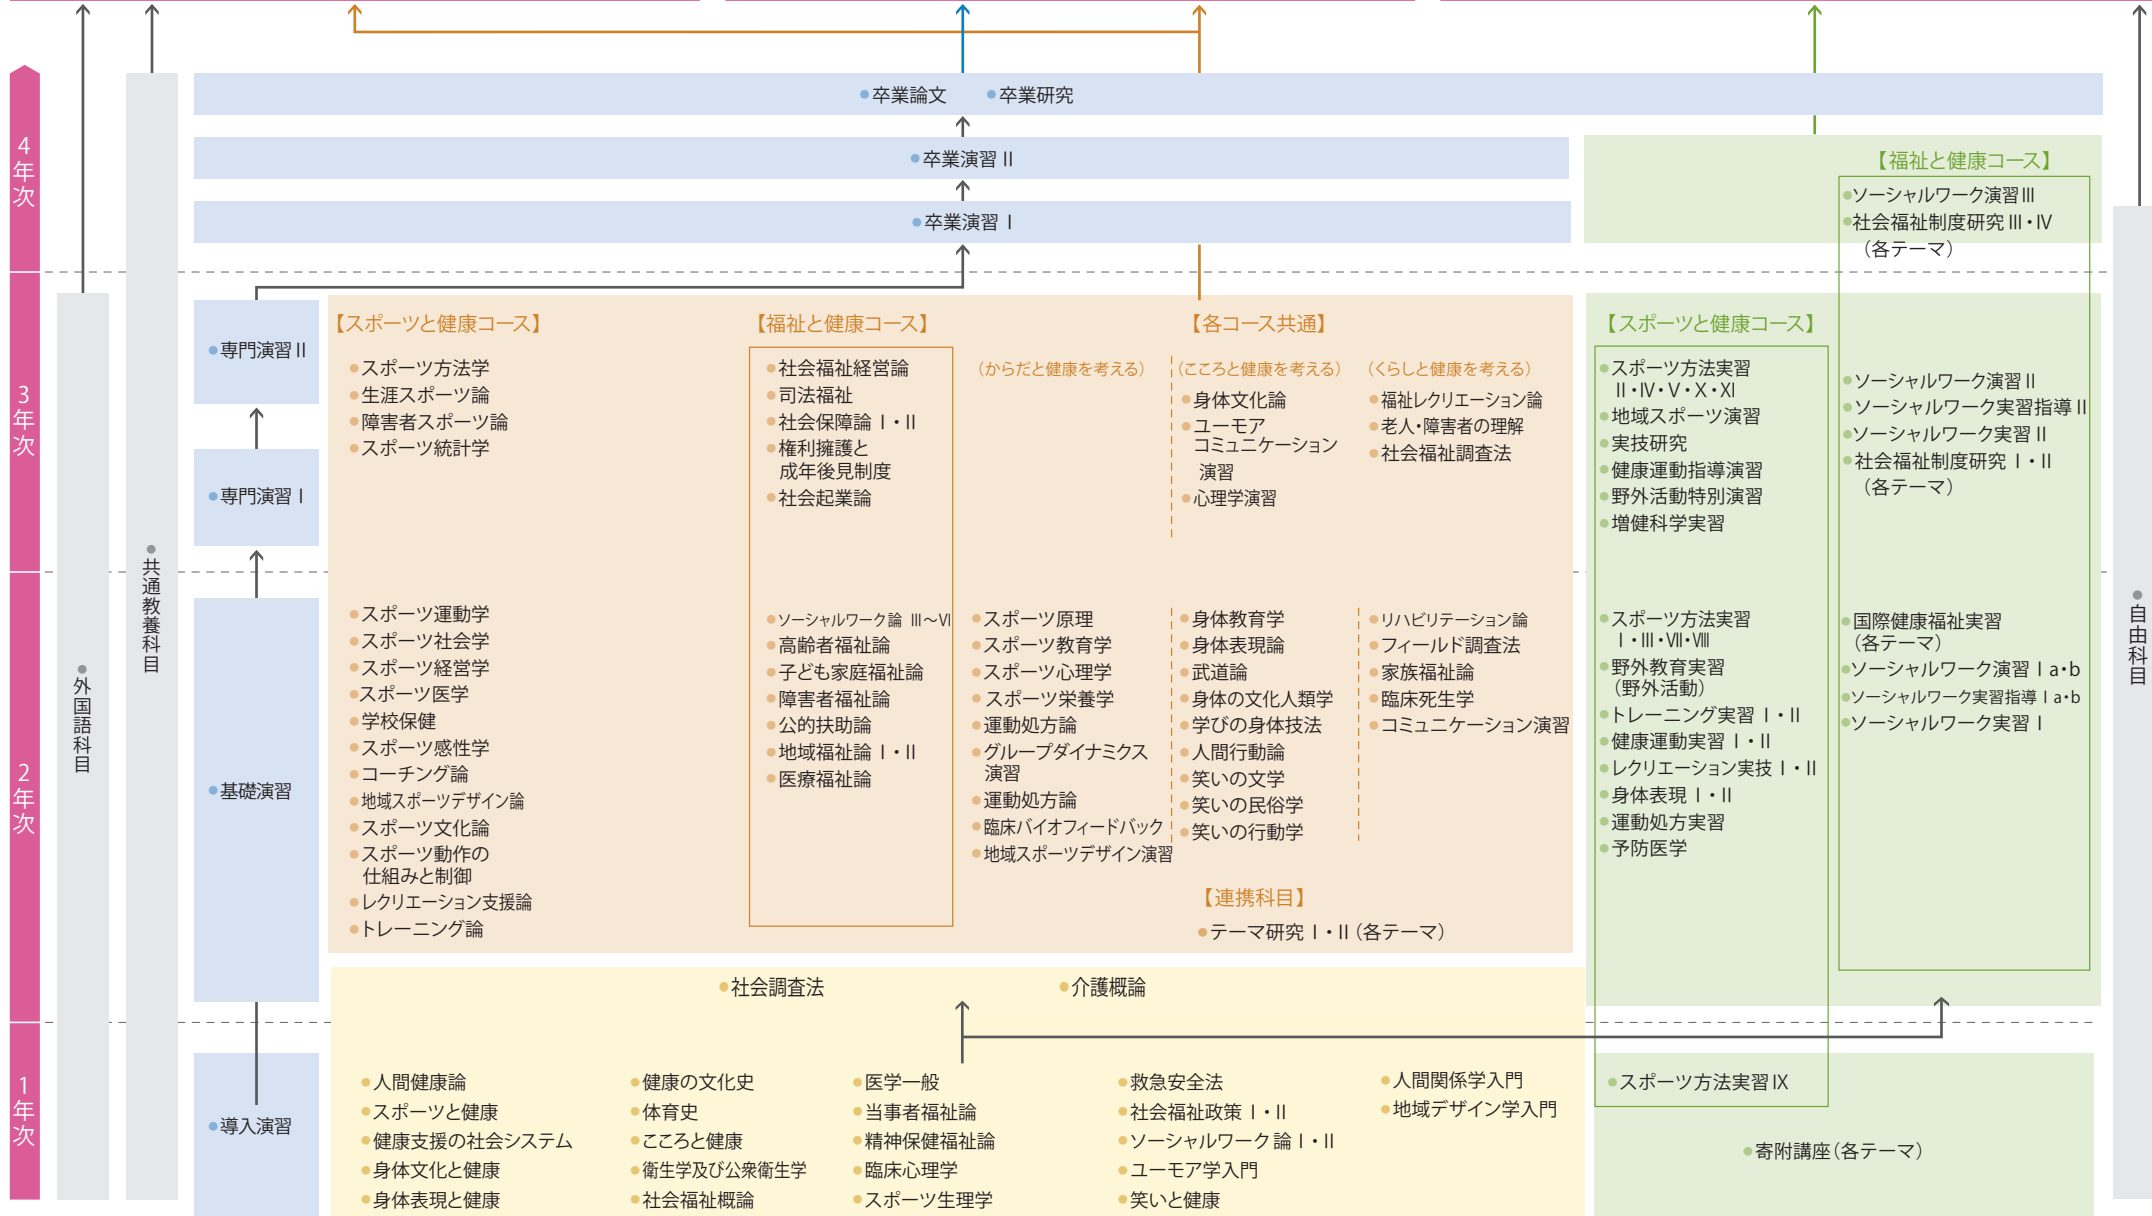 4年次
3年次
2年次
1年次
●外国語科目
●共通教養科目
●卒業論文 ●卒業研究
●卒業演習 II
●卒業演習 I
●専門演習 II
●専門演習 I
●基礎演習
●導入演習
【スポーツと健康コース】
●スポーツ方法学
●生涯スポーツ論
●障害者スポーツ論
●スポーツ統計学
●スポーツ運動学
●スポーツ社会学
●スポーツ経営学
●スポーツ医学
●学校保健
●スポーツ感性学
●コーチング論
●地域スポーツデザイン論
●スポーツ文化論
●スポーツ動作の
仕組みと制御
●レクリエーション支援論
●トレーニング論
【福祉と健康コース】
●社会福祉経営論
●司法福祉
●社会保障論 I・II
●権利擁護と
成年後見制度
●社会起業論
●ソーシャルワーク論 III～VI
●高齢者福祉論
●子ども家庭福祉論
●障害者福祉論
●公的扶助論
●地域福祉論 I・II
●医療福祉論
【各コース共通】
(からだと健康を考える)
●スポーツ原理
●スポーツ教育学
●スポーツ心理学
●スポーツ栄養学
●運動処方論
●グループダイナミクス
演習
●運動処方論
●臨床バイオフィードバック
●地域スポーツデザイン演習
(こころと健康を考える)
●身体文化論
●ユーモア
コミュニケーション
演習
●心理学演習
●身体教育学
●身体表現論
●武道論
●身体の文化人類学
●学びの身体技法
●人間行動論
●笑いの文学
●笑いの民俗学
●笑いの行動学
(くらしと健康を考える)
●福祉レクリエーション論
●老人・障害者の理解
●社会福祉調査法
●リハビリテーション論
●フィールド調査法
●家族福祉論
●臨床死生学
●コミュニケーション演習
【連携科目】
●テーマ研究 I・II (各テーマ)
●社会調査法 ●介護概論
●人間健康論
●スポーツと健康
●健康支援の社会システム
●身体文化と健康
●身体表現と健康
●健康の文化史
●体育史
●こころと健康
●衛生学及び公衆衛生学
●社会福祉概論
●医学一般
●当事者福祉論
●精神保健福祉論
●臨床心理学
●スポーツ生理学
●救急安全法
●社会福祉政策 I・II
●ソーシャルワーク論 I・II
●ユーモア学入門
●笑いと健康
●人間関係学入門
●地域デザイン学入門
【スポーツと健康コース】
●スポーツ方法実習
II・IV・V・X・XI
●地域スポーツ演習
●実技研究
●健康運動指導演習
●野外活動特別演習
●増健科学実習
●スポーツ方法実習
I・III・VII・VIII
●野外教育実習
(野外活動)
●トレーニング実習 I・II
●健康運動実習 I・II
●レクリエーション実技 I・II
●身体表現 I・II
●運動処方実習
●予防医学
●スポーツ方法実習IX
【福祉と健康コース】
●ソーシャルワーク演習III
●社会福祉制度研究III・IV
(各テーマ)
●ソーシャルワーク演習II
●ソーシャルワーク実習指導II
●ソーシャルワーク実習II
●社会福祉制度研究 I・II
(各テーマ)
●国際健康福祉実習
(各テーマ)
●ソーシャルワーク演習 I a・b
●ソーシャルワーク実習指導 I a・b
●ソーシャルワーク実習 I
●寄附講座(各テーマ)
●自由科目